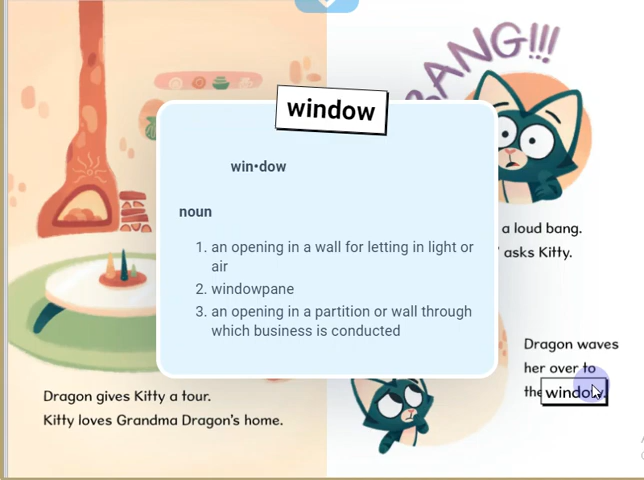 BANG!!!
window
win•dow
noun
1. an opening in a wall for letting in light or
air
2. windowpane
3. an opening in a partition or wall through
which business is conducted
a loud bang.
" asks Kitty.
Dragon waves
her over to
the window.
Dragon gives Kitty a tour.
Kitty loves Grandma Dragon's home.